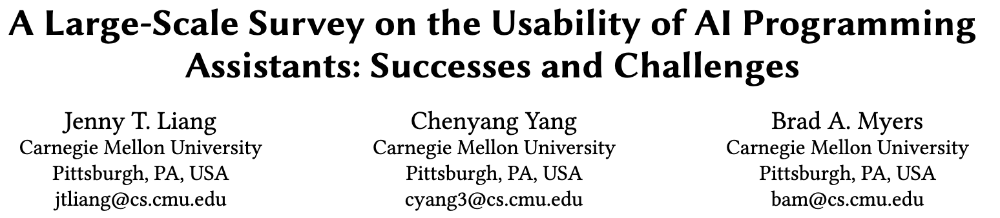 A Large-Scale Survey on the Usability of AI Programming
Assistants: Successes and Challenges
Jenny T. Liang
Carnegie Mellon University
Pittsburgh, PA, USA
jtliang@cs.cmu.edu
Chenyang Yang
Carnegie Mellon University
Pittsburgh, PA, USA
cyang3@cs.cmu.edu
Brad A. Myers
Carnegie Mellon University
Pittsburgh, PA, USA
bam@cs.cmu.edu